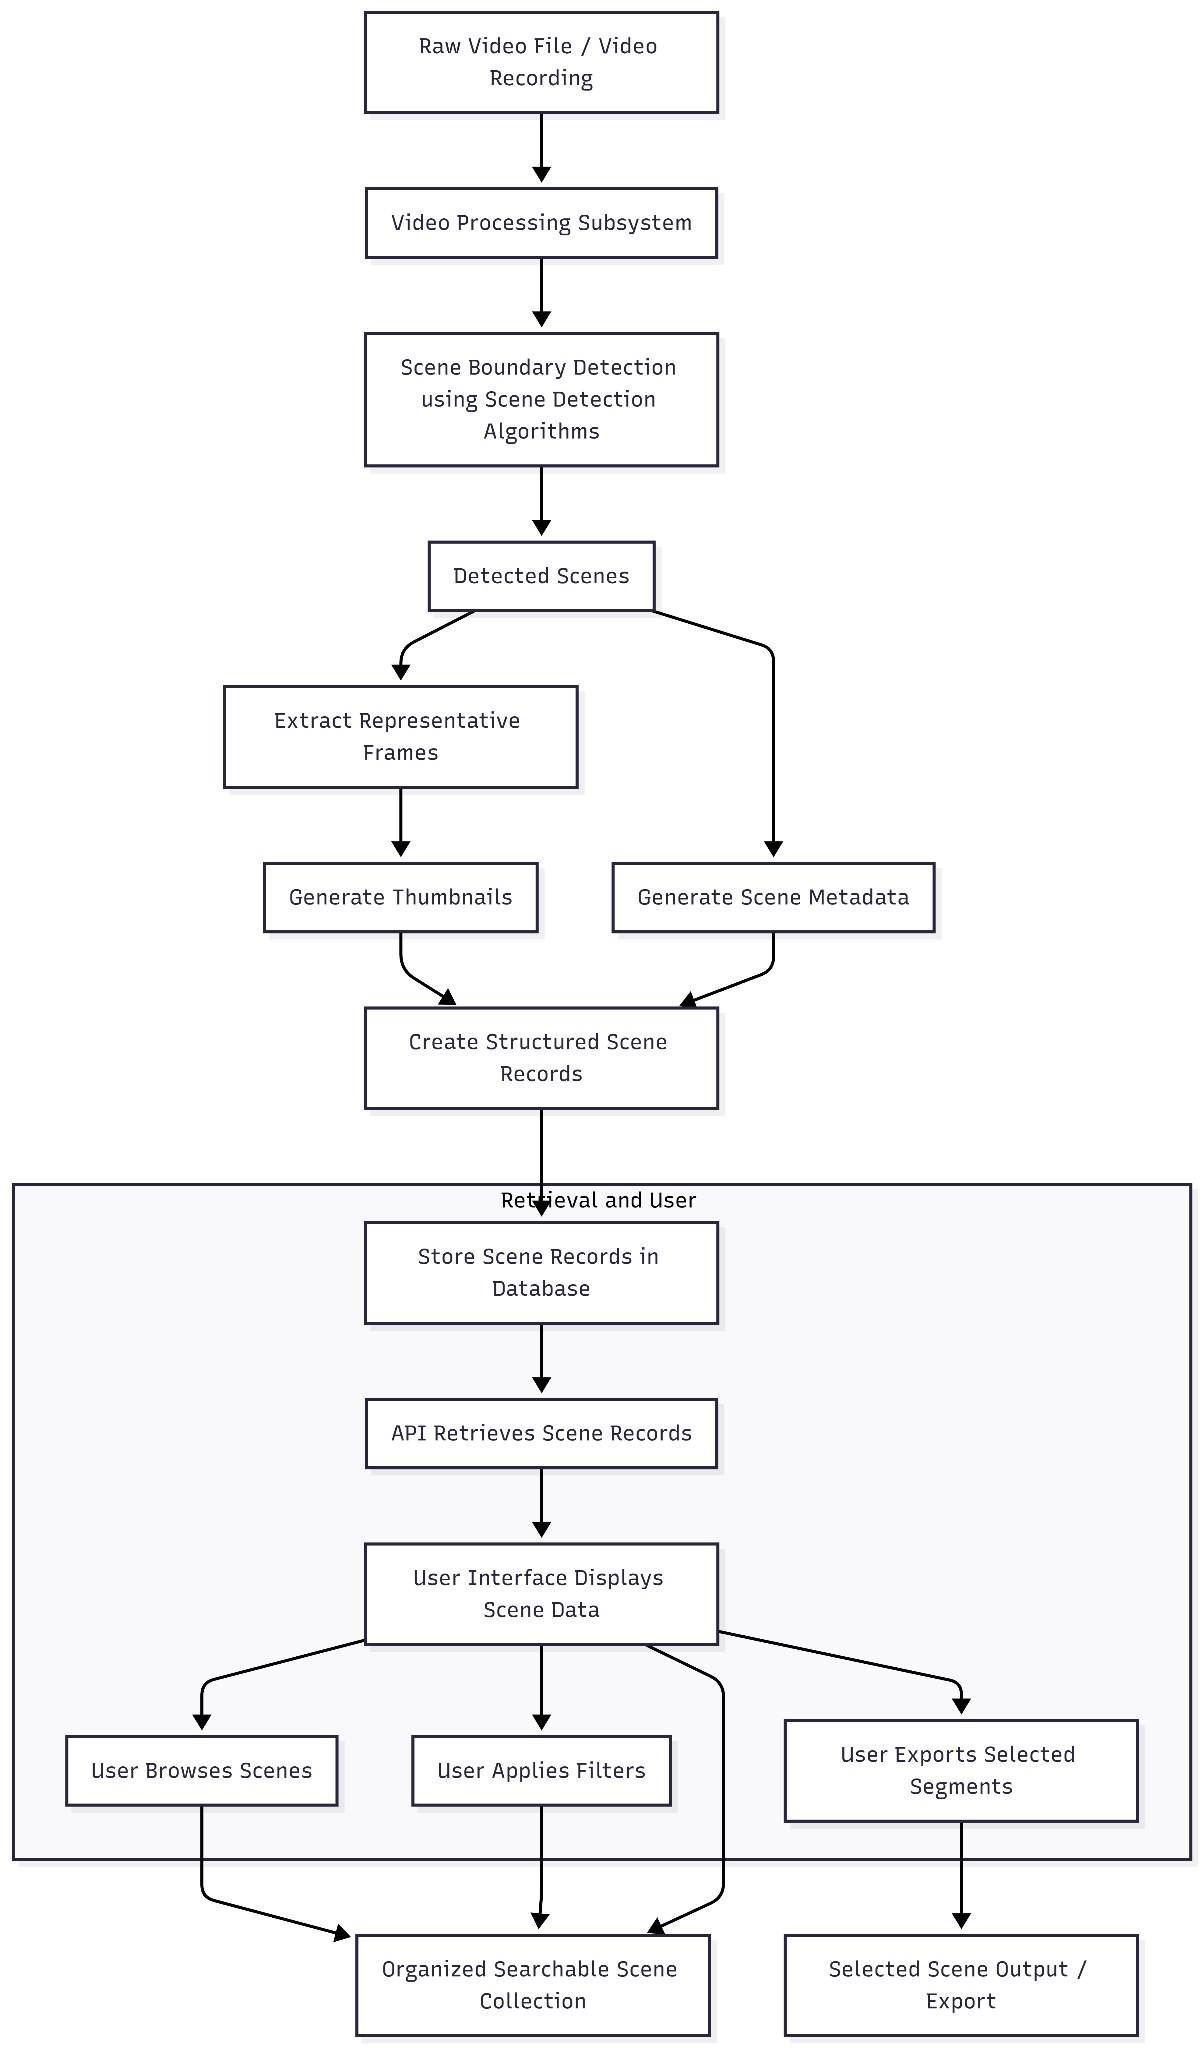 Raw Video File / Video
Recording
Video Processing Subsystem
Scene Boundary Detection
using Scene Detection
Algorithms
Detected Scenes
Extract Representative
Frames
Generate Thumbnails
Generate Scene Metadata
Create Structured Scene
Records
Retrieval and User
Store Scene Records in
Database
API Retrieves Scene Records
User Interface Displays
Scene Data
User Browses Scenes
User Applies Filters
User Exports Selected
Segments
Organized Searchable Scene
Collection
Selected Scene Output /
Export